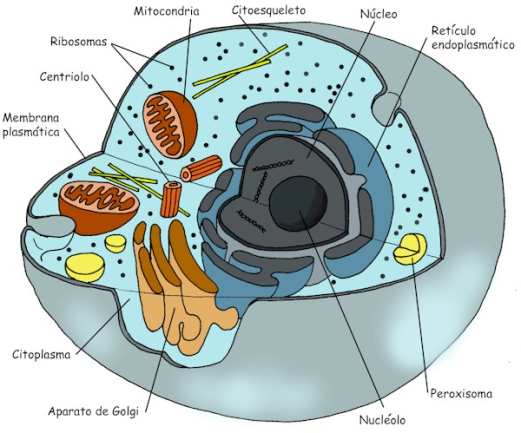 Mitocondria
Citoesqueleto
Núcleo
Ribosomas
Retículo
endoplasmático
Centriolo
Membrana
plasmática
Citoplasma
Aparato de Golgi
Nucléolo
Peroxisoma